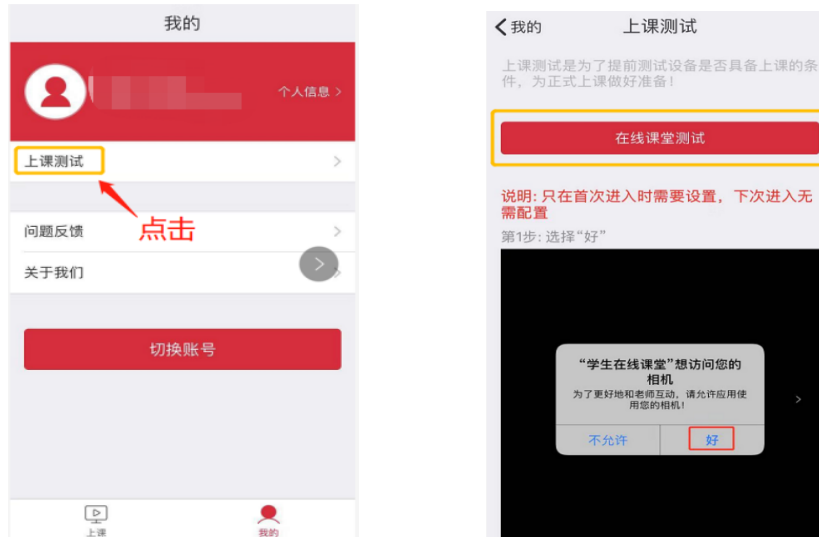 我的
个人信息
上课测试
点击
问题反馈
关于我们
切换账号
上课
我的
我的
上课测试
上课测试是为了提前测试设备是否具备上课的条
件，为正式上课做好准备！
在线课堂测试
说明：只在首次进入时需要设置，下次进入无
需配置
第1步：选择“好”
“学生在线课堂”想访问您的
相机
为了更好地和老师互动，请允许应用使
用您的相机！
不允许
好